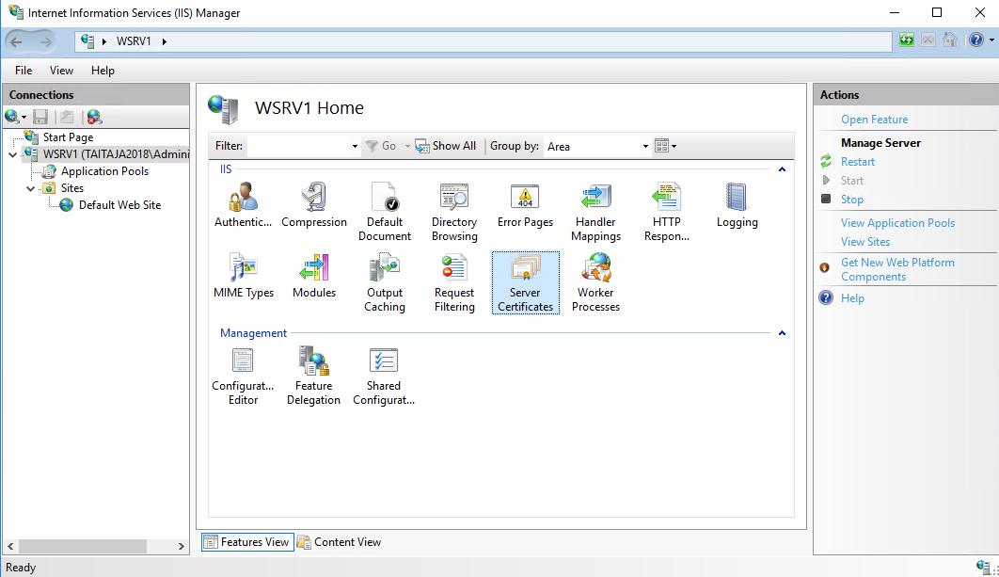 Internet Information Services (IIS) Manager
WSRV1
File View Help
Connections
Start Page
WSRV1 (TAITAJA2018\Admini
Application Pools
Sites
Default Web Site
WSRV1 Home
Filter: Go Show All Group by: Area
IIS
Authentic...
Compression
Default
Document
Directory
Browsing
Error Pages
404
Handler
Mappings
HTTP
Respon...
Logging
MIME Types
Modules
Output
Caching
Request
Filtering
Server
Certificates
Worker
Processes
Management
Configurat...
Editor
Feature
Delegation
Shared
Configurat...
Features View Content View
Actions
Open Feature
Manage Server
Restart
Start
Stop
View Application Pools
View Sites
Get New Web Platform
Components
Help
Ready